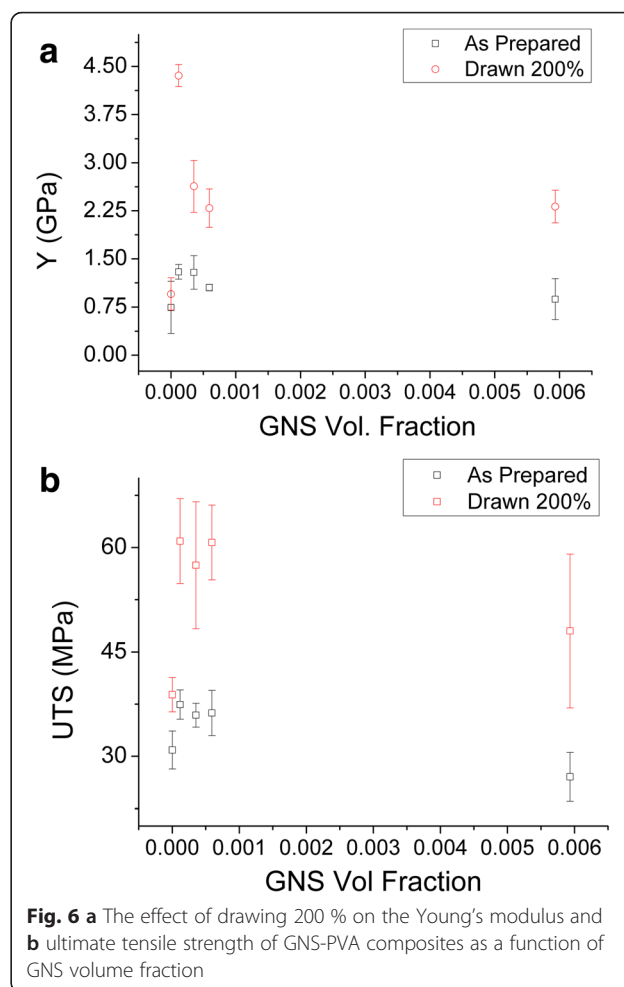 a
As Prepared
Drawn 200%
4.50
3.75
3.00
2.25
1.50
0.75
0.00
Y (GPa)
0.000 0.001 0.002 0.003 0.004 0.005 0.006
GNS Vol. Fraction
b
As Prepared
Drawn 200%
60
45
30
UTS (MPa)
0.000 0.001 0.002 0.003 0.004 0.005 0.006
GNS Vol Fraction
Fig. 6 a The effect of drawing 200 % on the Young's modulus and
b ultimate tensile strength of GNS-PVA composites as a function of
GNS volume fraction